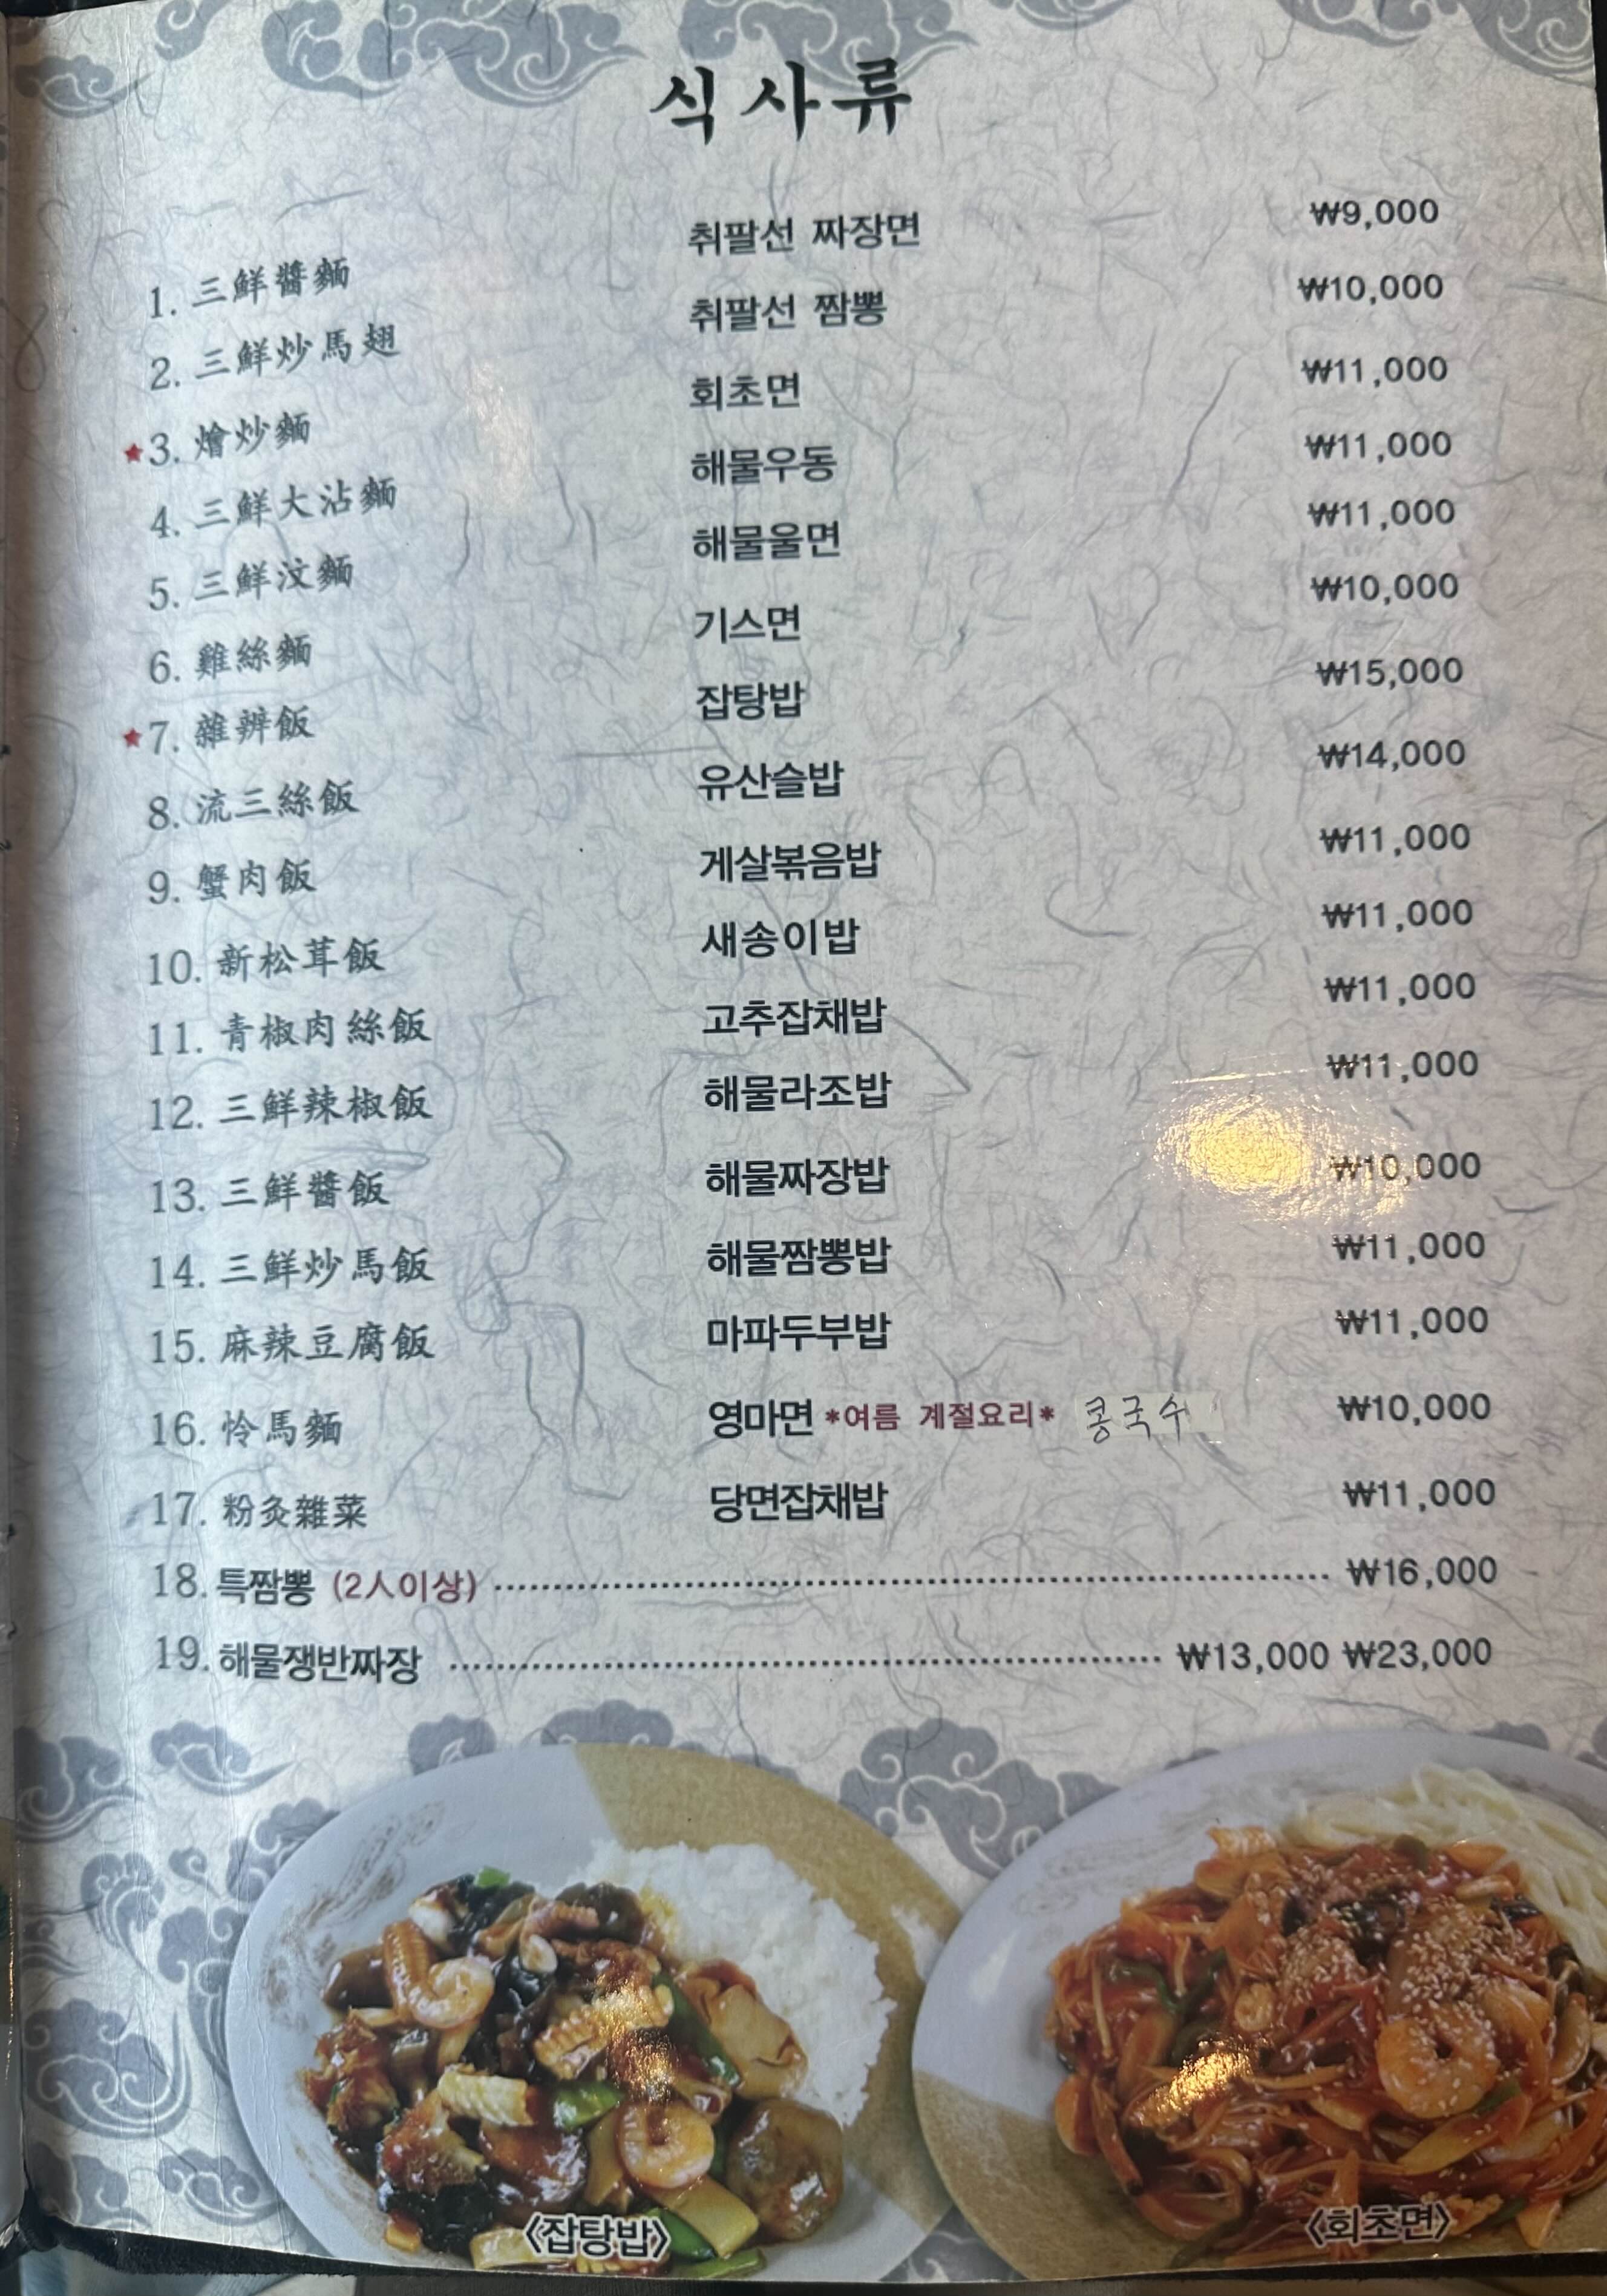 식사류
1. 三鮮醬麵 취팔선 짜장면 ₩9,000
2. 三鮮炒馬翅 취팔선 짬뽕 ₩10,000
★3. 燴炒麵 회초면 ₩11,000
4. 三鮮大沾麵 해물우동 ₩11,000
5. 三鮮汶麵 해물울면 ₩11,000
6. 雞絲麵 기스면 ₩10,000
★7. 雜辨飯 잡탕밥 ₩15,000
8. 流三絲飯 유산슬밥 ₩14,000
9. 蟹肉飯 게살볶음밥 ₩11,000
10. 新松茸飯 새송이밥 ₩11,000
11. 青椒肉絲飯 고추잡채밥 ₩11,000
12. 三鮮辣椒飯 해물라조밥 ₩11,000
13. 三鮮醬飯 해물짜장밥 ₩10,000
14. 三鮮炒馬飯 해물짬뽕밥 ₩11,000
15. 麻辣豆腐飯 마파두부밥 ₩11,000
16. 怜馬麵 영마면 *여름 계절요리* 콩국수 ₩10,000
17. 粉灸雜菜 당면잡채밥 ₩11,000
18. 특짬뽕 (2人이상) ₩16,000
19. 해물쟁반짜장 ₩13,000 ₩23,000
<잡탕밥> <회초면>